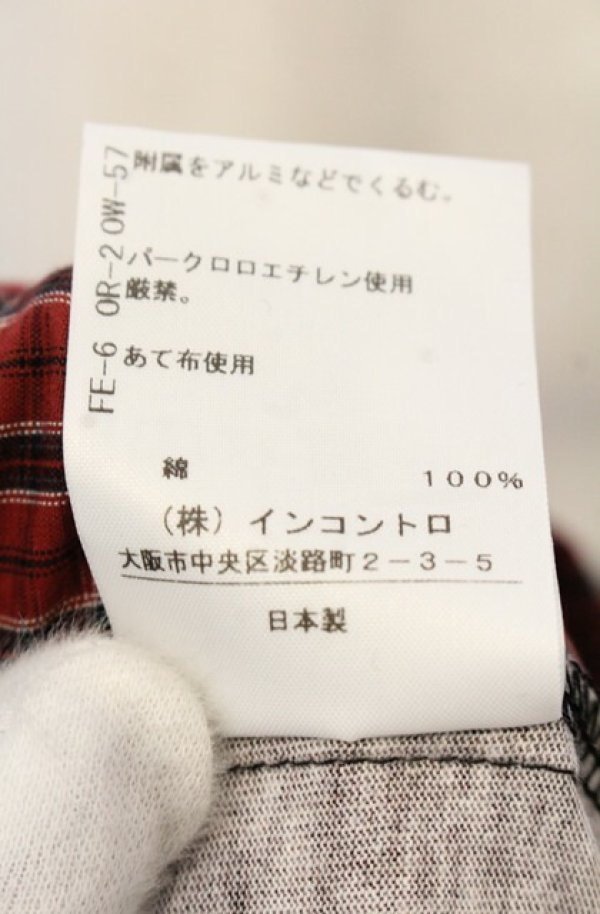 OW-57
附属をアルミなどでくるむ。
OR-2
パークロロエチレン使用
厳禁。
FE-6
あて布使用
綿 100%
(株)インコントロ
大阪市中央区淡路町2-3-5
日本製